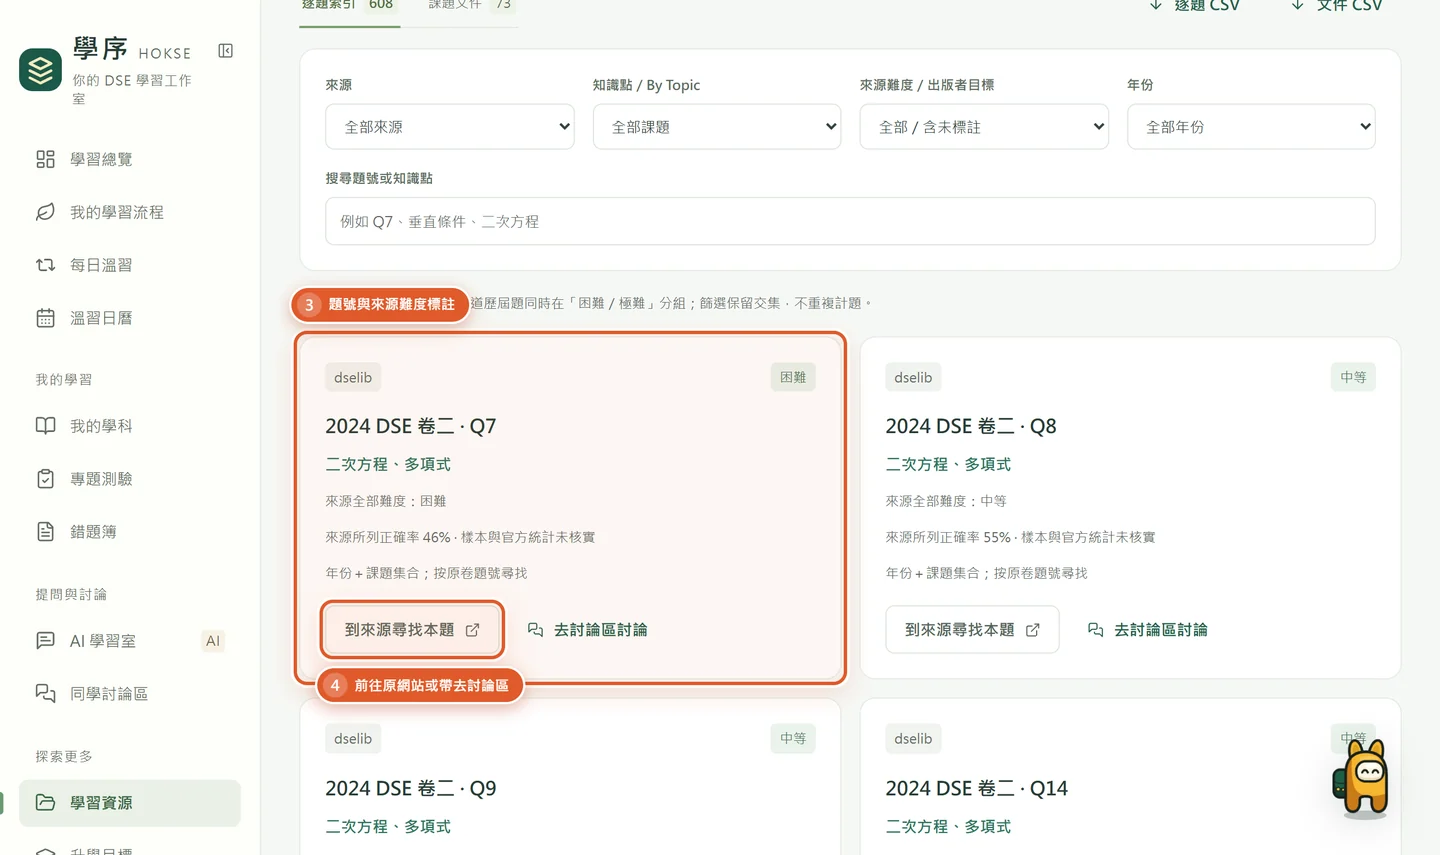 學序 HOKSE
你的 DSE 學習工作
室
學習總覽
我的學習流程
每日溫習
溫習日曆
我的學習
我的學科
專題測驗
錯題簿
提問與討論
AI 學習室 AI
同學討論區
探索更多
學習資源
升學目標
逐題索引 608 課題文件 73
逐題 CSV 文件 CSV
來源
全部來源
知識點 / By Topic
全部課題
來源難度 / 出版者目標
全部 / 含未標註
年份
全部年份
搜尋題號或知識點
例如 Q7、垂直條件、二次方程
3 題號與來源難度標註
道歷屆題同時在「困難 / 極難」分組；篩選保留交集，不重複計題。
dselib 困難
2024 DSE 卷二 · Q7
二次方程、多項式
來源全部難度：困難
來源所列正確率 46% · 樣本與官方統計未核實
年份 + 課題集合；按原卷題號尋找
到來源尋找本題 去討論區討論
4 前往原網站或帶去討論區
dselib 中等
2024 DSE 卷二 · Q8
二次方程、多項式
來源全部難度：中等
來源所列正確率 55% · 樣本與官方統計未核實
年份 + 課題集合；按原卷題號尋找
到來源尋找本題 去討論區討論
dselib 中等
2024 DSE 卷二 · Q9
二次方程、多項式
dselib 中等
2024 DSE 卷二 · Q14
二次方程、多項式